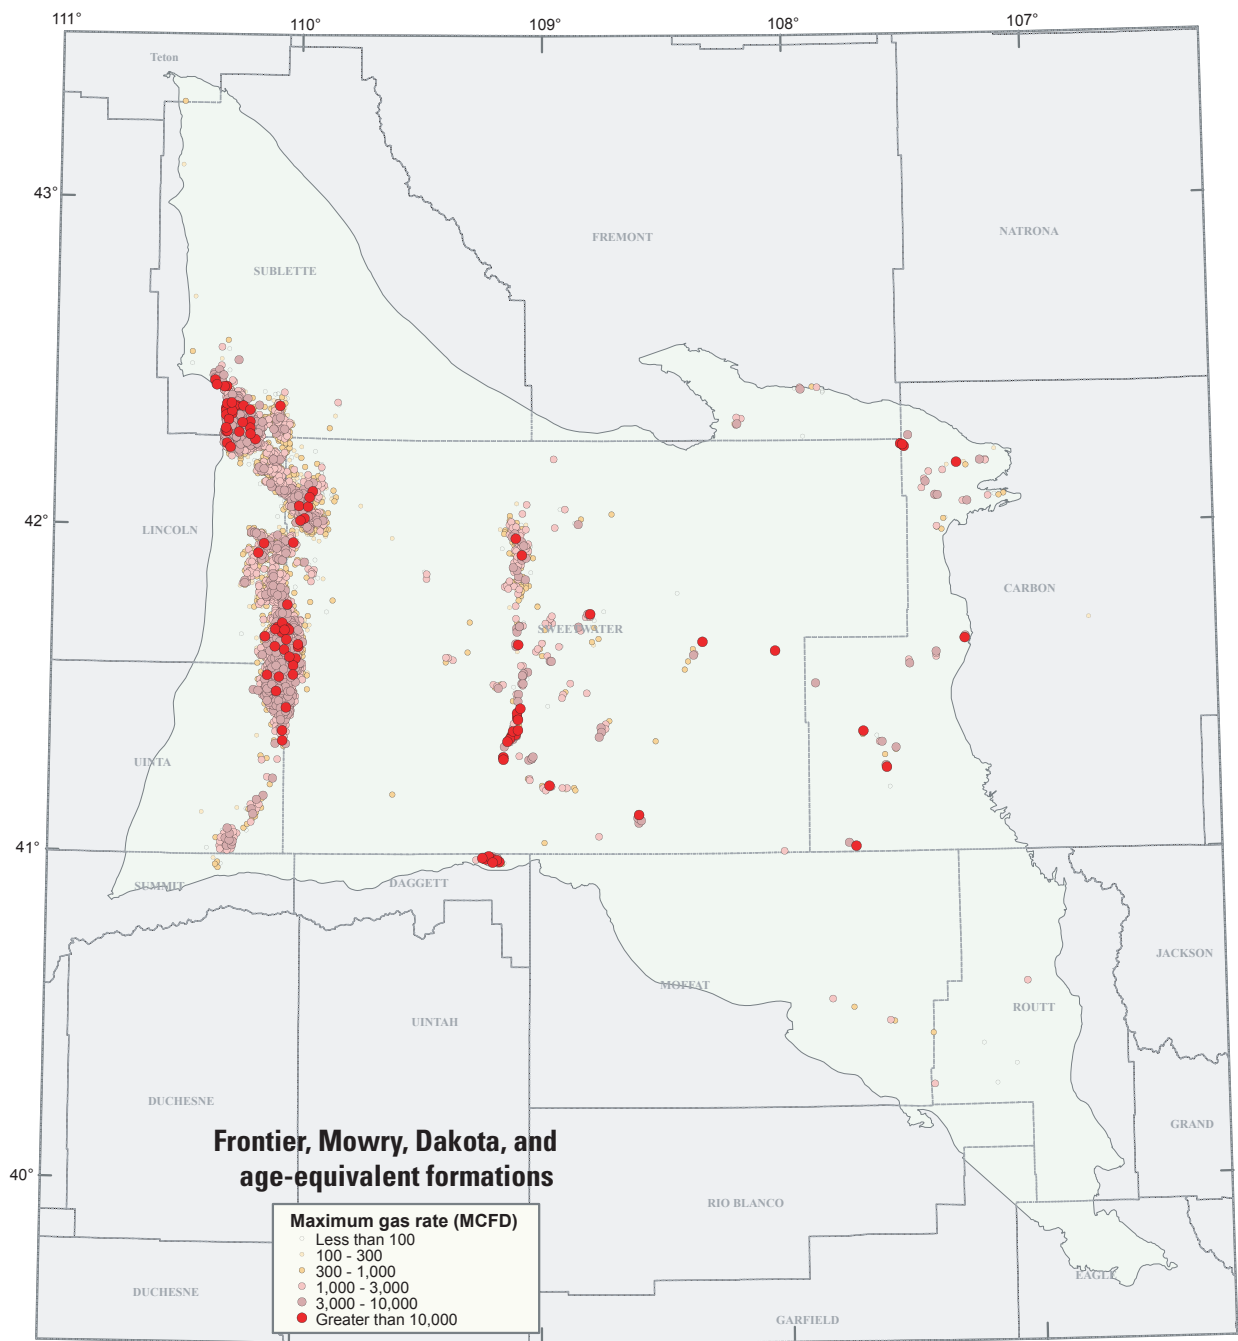 111°
110°
109°
108°
107°
Teton
43°
FREMONT
NATRONA
SUBLETTE
42°
LINCOLN
CARBON
SWEETWATER
UINTA
41°
SUMMIT
DAGGETT
JACKSON
MOFFAT
ROUTT
UINTAH
DUCHESNE
GRAND
Frontier, Mowry, Dakota, and
age-equivalent formations
40°
RIO BLANCO
Maximum gas rate (MCFD)
Less than 100
100 - 300
300 - 1,000
1,000 - 3,000
3,000 - 10,000
Greater than 10,000
EAGLE
DUCHESNE
GARFIELD